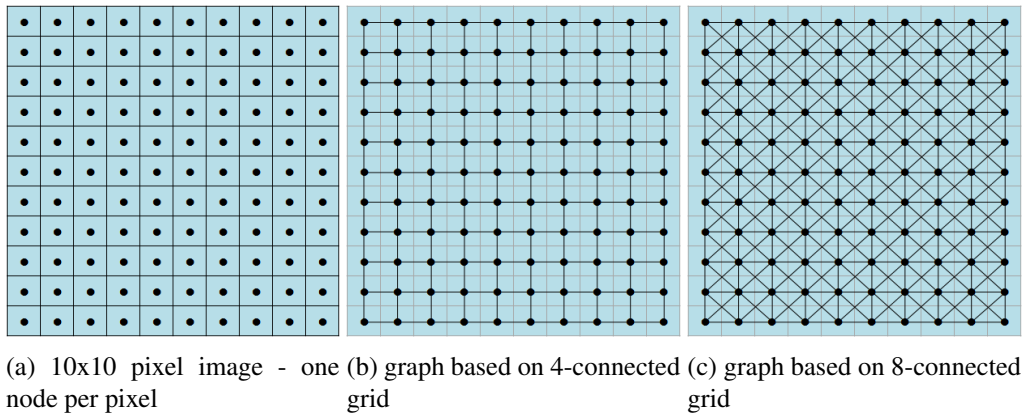 (a) 10x10 pixel image - one
node per pixel
(b) graph based on 4-connected
grid
(c) graph based on 8-connected
grid